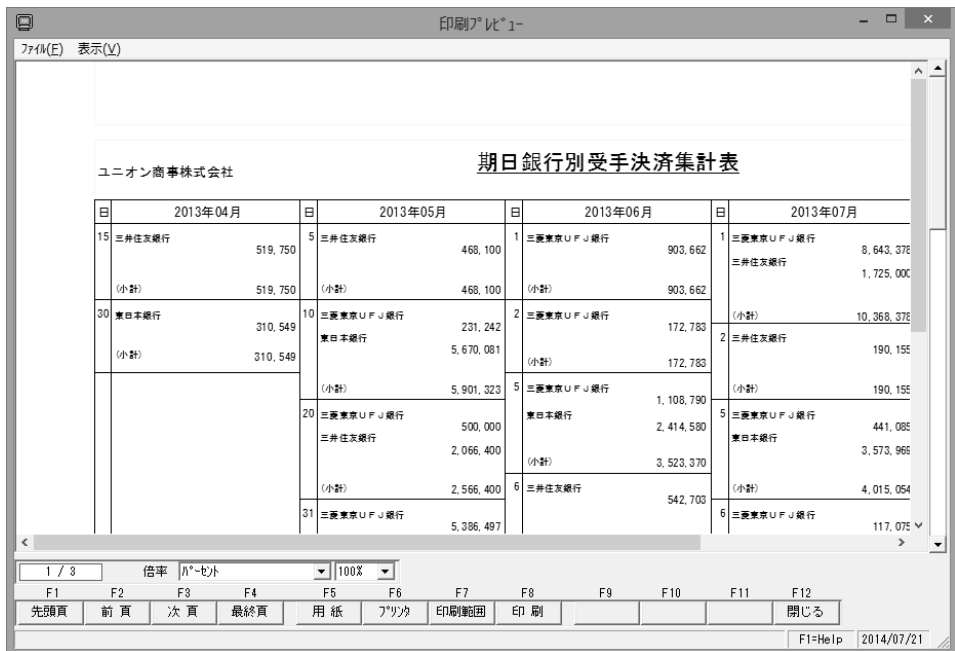 印刷プレビュー
ファイル(F) 表示(V)
ユニオン商事株式会社
期日銀行別受手決済集計表
日 2013年04月 日 2013年05月 日 2013年06月 日 2013年07月
15 三井住友銀行 5 三井住友銀行 1 三菱東京UFJ銀行 1 三菱東京UFJ銀行
519,750 468,100 903,662 8,643,378
三井住友銀行
1,725,000
(小計) 519,750 (小計) 468,100 (小計) 903,662
30 東日本銀行 10 三菱東京UFJ銀行 2 三菱東京UFJ銀行 (小計) 10,368,378
310,549 231,242 172,783
東日本銀行 2 三井住友銀行
(小計) 310,549 5,670,081 (小計) 172,783 190,155
(小計) 5,901,323 5 三菱東京UFJ銀行 (小計) 190,155
1,108,790
20 三菱東京UFJ銀行 東日本銀行 5 三菱東京UFJ銀行
500,000 2,414,580 441,085
三井住友銀行 東日本銀行
2,066,400 3,573,969
(小計) 3,523,370
(小計) 2,566,400 6 三井住友銀行 (小計) 4,015,054
542,703
31 三菱東京UFJ銀行 6 三菱東京UFJ銀行
5,386,497 117,075
1 / 3 倍率 パーセント 100%
F1 F2 F3 F4 F5 F6 F7 F8 F9 F10 F11 F12
先頭頁 前 頁 次 頁 最終頁 用 紙 プリンタ 印刷範囲 印 刷 閉じる
F1=Help 2014/07/21